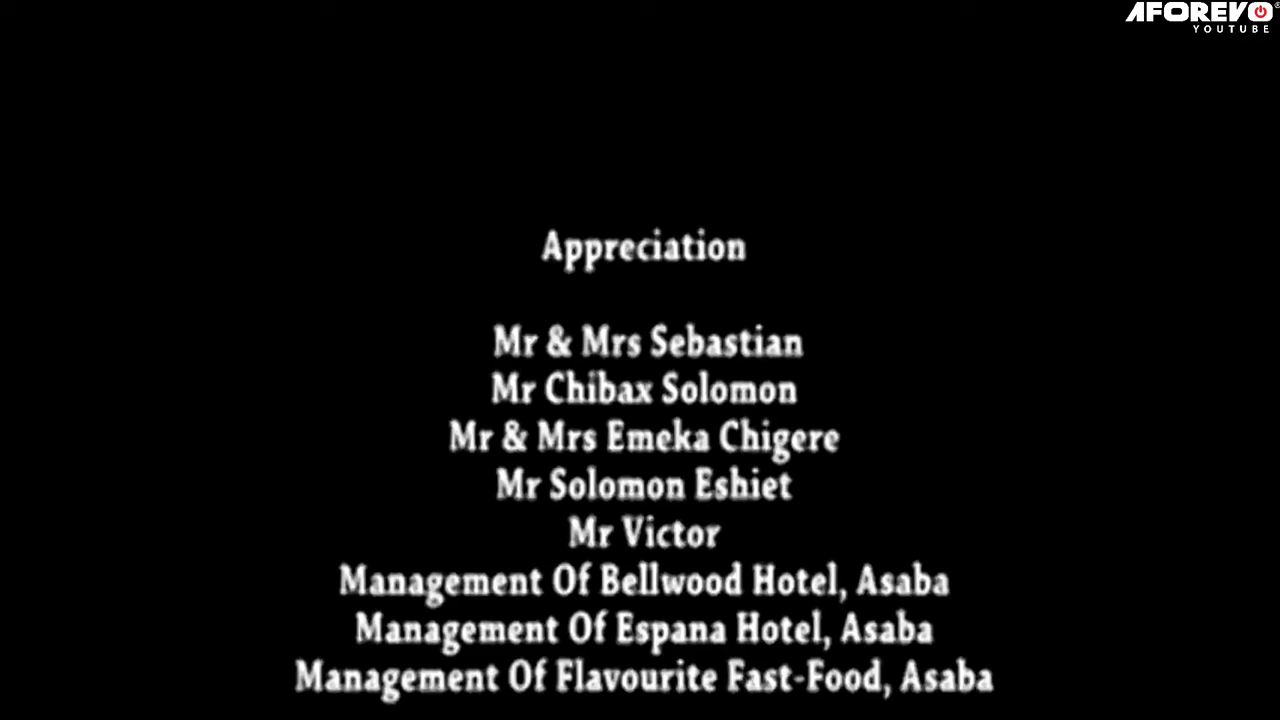 AFOREVO
YOUTUBE
Appreciation
Mr & Mrs Sebastian
Mr Chibax Solomon
Mr & Mrs Emeka Chigere
Mr Solomon Eshiet
Mr Victor
Management Of Bellwood Hotel, Asaba
Management Of Espana Hotel, Asaba
Management Of Flavourite Fast-Food, Asaba